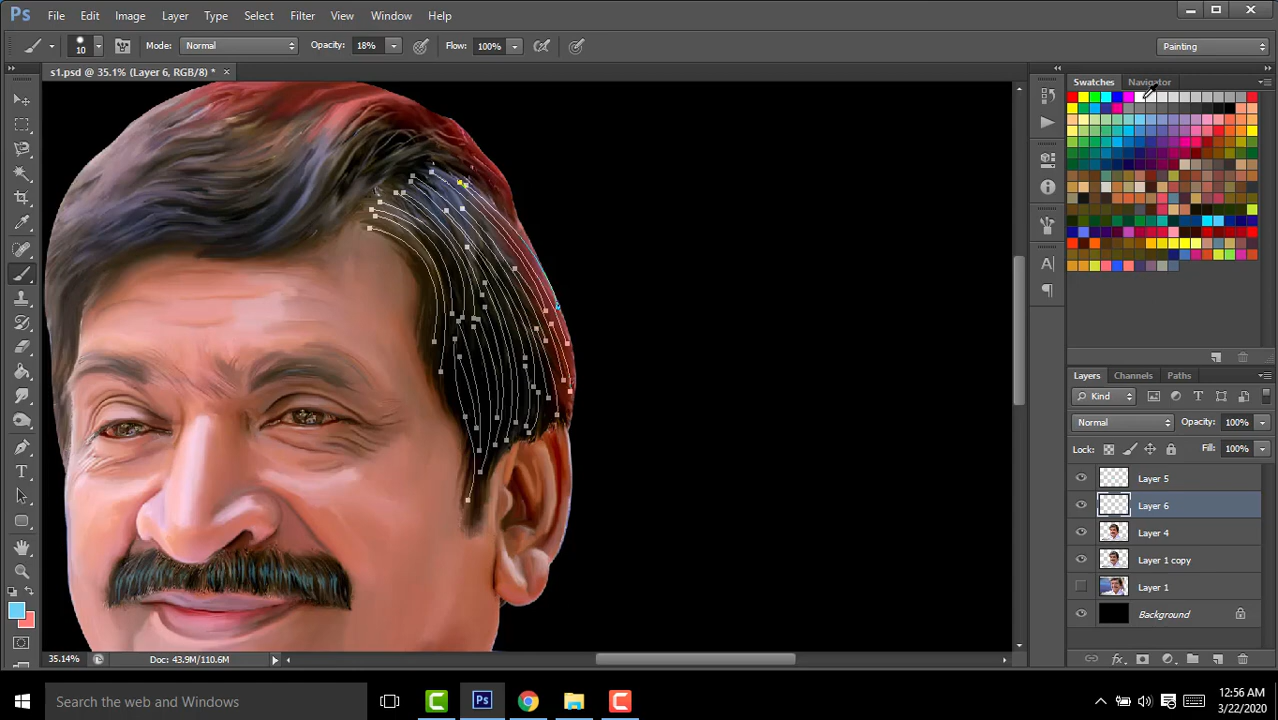 Ps File Edit Image Layer Type Select Filter View Window Help
10 Mode: Normal Opacity: 18% Flow: 100% Painting
s1.psd @ 35.1% (Layer 6, RGB/8) * ×
Swatches Navigator
Layers Channels Paths
Kind
Normal Opacity: 100%
Lock: Fill: 100%
Layer 5
Layer 6
Layer 4
Layer 1 copy
Layer 1
Background
35.14% Doc: 43.9M/110.6M
Search the web and Windows
12:56 AM
3/22/2020